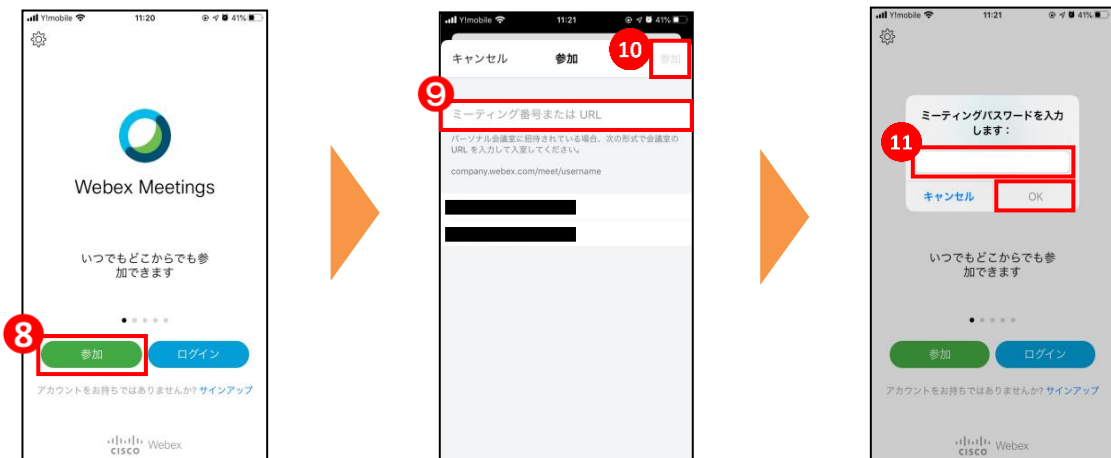 Y!mobile 11:20 41%
Webex Meetings
いつでもどこからでも参
加できます
8
参加 ログイン
アカウントをお持ちではありませんか? サインアップ
CISCO Webex
Y!mobile 11:21 41%
キャンセル 参加 10 参加
9
ミーティング番号または URL
パーソナル会議室に招待されている場合、次の形式で会議室の
URL を入力して入室してください。
company.webex.com/meet/username
Y!mobile 11:21 41%
ミーティングパスワードを入力
します：
11
キャンセル OK
いつでもどこからでも参
加できます
参加 ログイン
アカウントをお持ちではありませんか? サインアップ
CISCO Webex